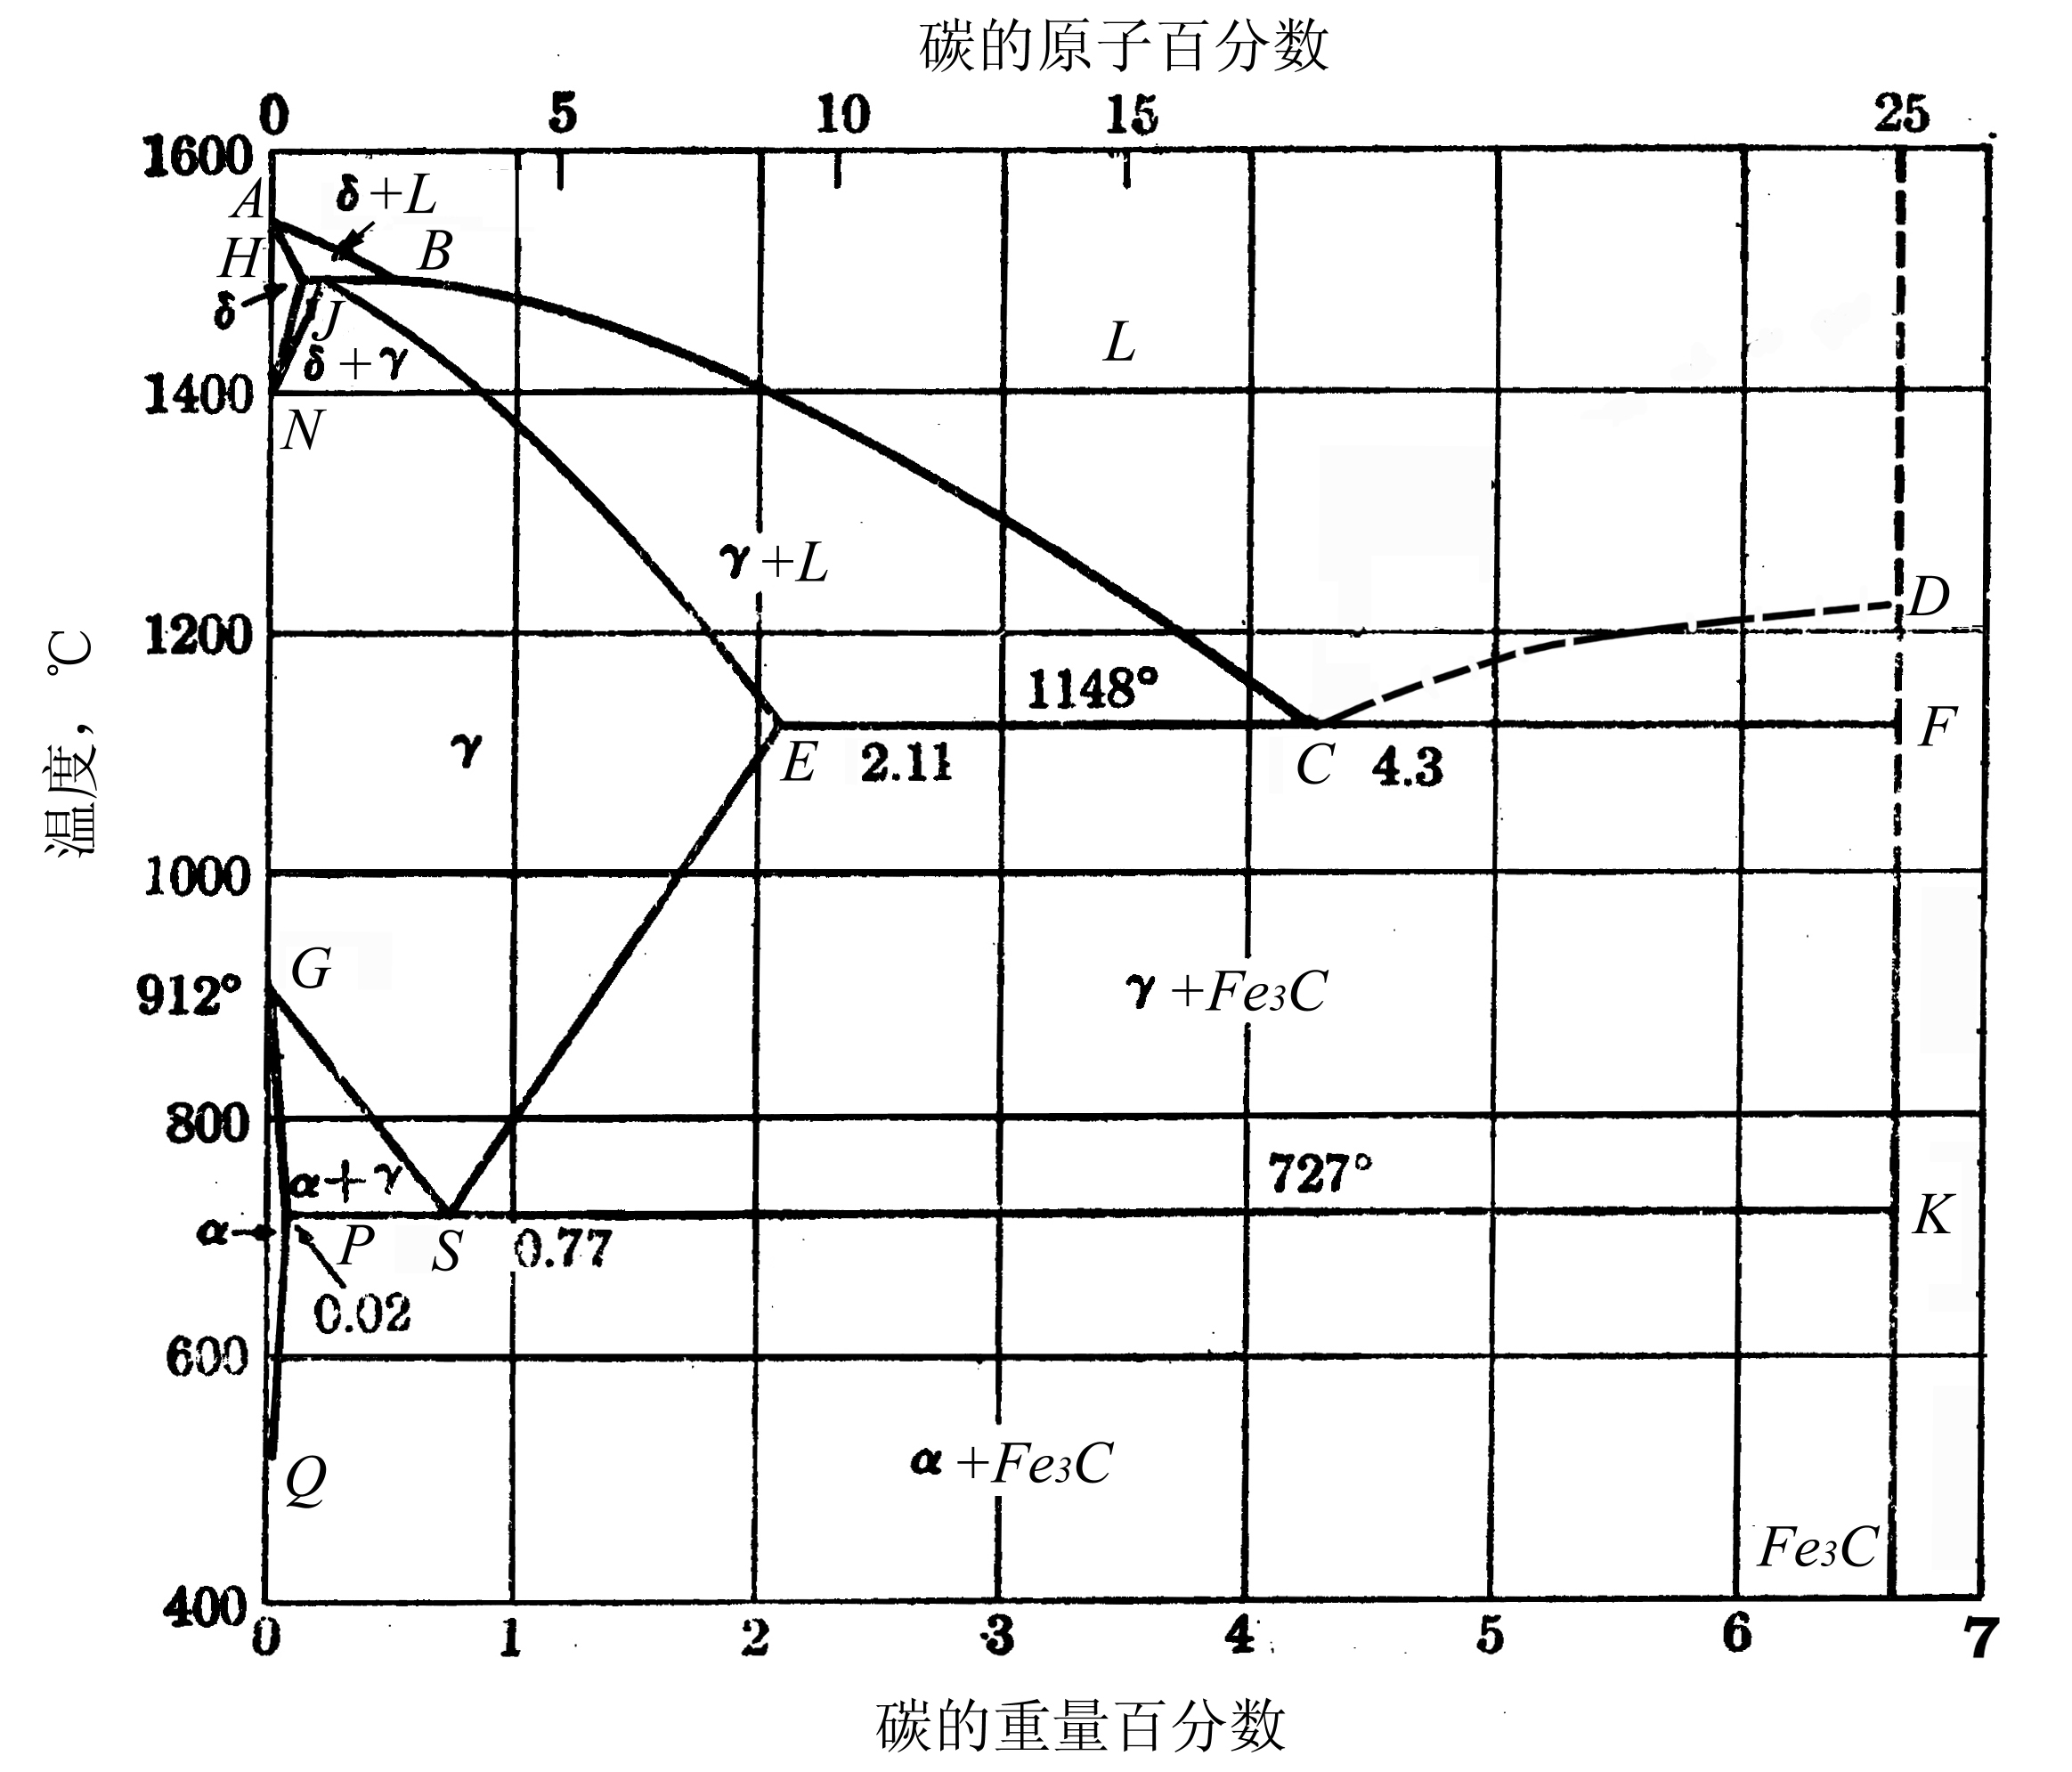 碳的原子百分数
0 5 10 15 25
1600
A
δ+L
H
B
δ
J
L
δ+γ
1400
N
γ+L
D
1200
温度，℃
1148°
F
γ
E 2.11 C 4.3
1000
G
912°
γ+Fe₃C
800
α+γ
727°
α
P S 0.77
K
0.02
600
α+Fe₃C
Q
Fe₃C
400
0 1 2 3 4 5 6 7
碳的重量百分数